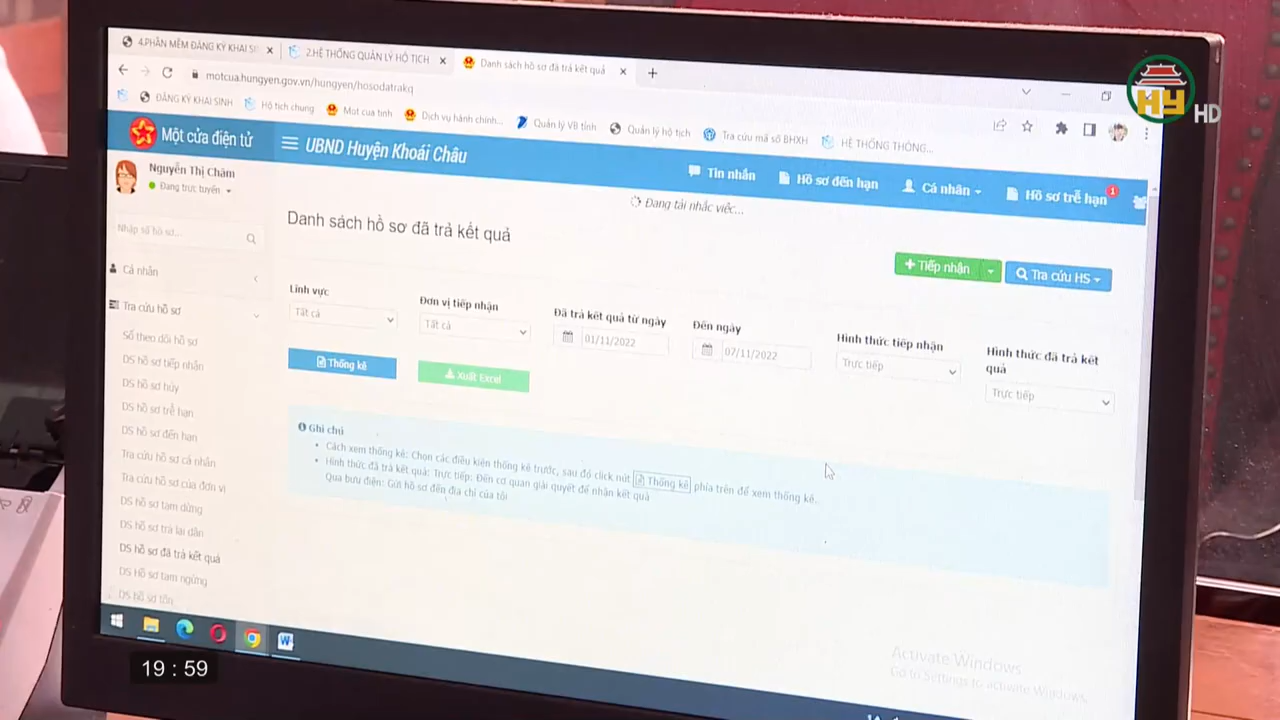 4.PHẦN MỀM ĐĂNG KÝ KHAI SI
2.HỆ THỐNG QUẢN LÝ HỘ TỊCH
Danh sách hồ sơ đã trả kết quả
motcua.hungyen.gov.vn/hungyen/hosodatrakq
ĐĂNG KÝ KHAI SINH
Hộ tịch chung
Mot cua tinh
Dịch vụ hành chính...
Quản lý VB tỉnh
Quản lý hộ tịch
Tra cứu mã số BHXH
HỆ THỐNG THÔNG...
HY HD
Một cửa điện tử
UBND Huyện Khoái Châu
Tin nhắn
Hồ sơ đến hạn
Cá nhân
Hồ sơ trễ hạn
1
Nguyễn Thị Châm
Đang trực tuyến
Đang tải nhắc việc...
Nhập số hồ sơ...
Danh sách hồ sơ đã trả kết quả
Tiếp nhận
Tra cứu HS
Cá nhân
Tra cứu hồ sơ
Sổ theo dõi hồ sơ
DS hồ sơ tiếp nhận
DS hồ sơ hủy
DS hồ sơ trễ hạn
DS hồ sơ đến hạn
Tra cứu hồ sơ cá nhân
Tra cứu hồ sơ của đơn vị
DS hồ sơ tạm dừng
DS hồ sơ trả lại dân
DS hồ sơ đã trả kết quả
DS Hồ sơ tạm ngừng
DS hồ sơ tồn
Lĩnh vực
Tất cả
Đơn vị tiếp nhận
Tất cả
Đã trả kết quả từ ngày
01/11/2022
Đến ngày
07/11/2022
Hình thức tiếp nhận
Trực tiếp
Hình thức đã trả kết
quả
Trực tiếp
Thống kê
Xuất Excel
Ghi chú
Cách xem thống kê: Chọn các điều kiện thống kê trước, sau đó click nút Thống kê phía trên để xem thống kê.
Hình thức đã trả kết quả: Trực tiếp: Đến cơ quan giải quyết để nhận kết quả
Qua bưu điện: Gửi hồ sơ đến địa chỉ của tôi
Activate Windows
Go to Settings to activate Windows.
19 : 59